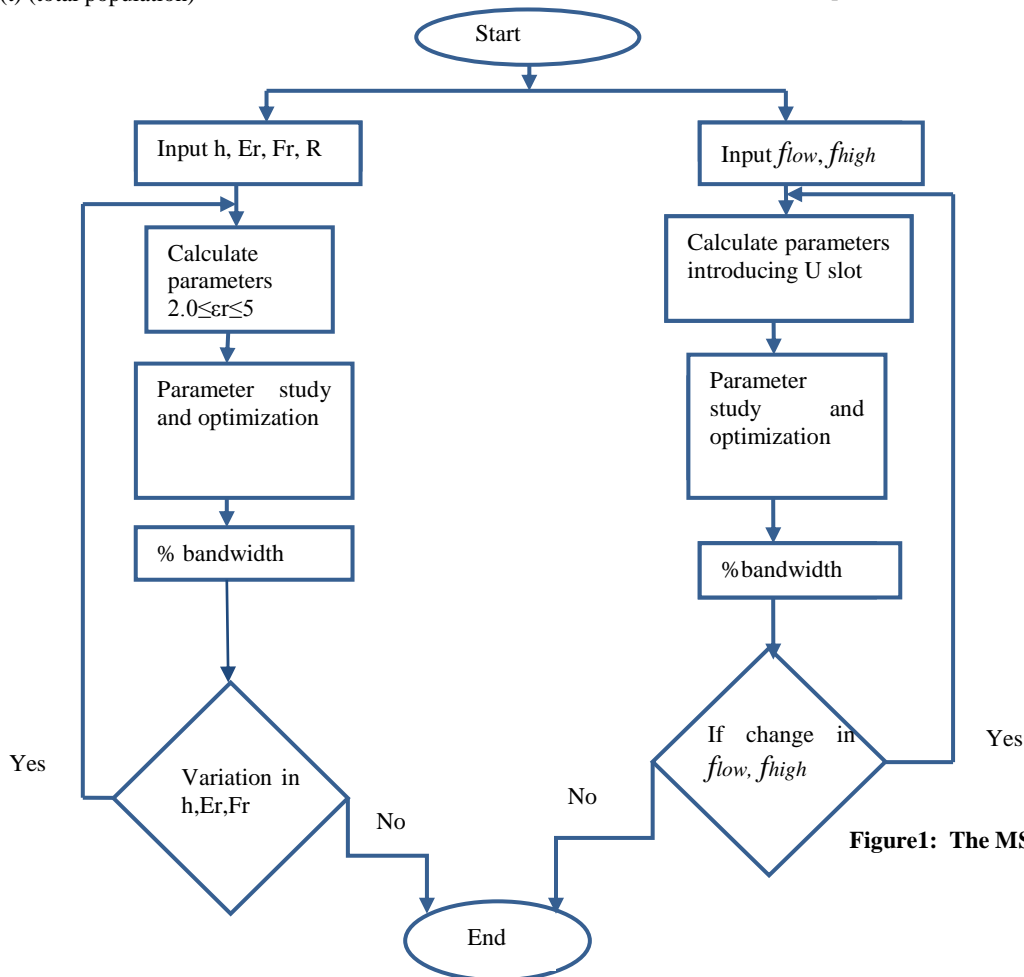 (t) (total population)
Start
Input h, Er, Fr, R
Input flow, fhigh
Calculate
parameters
2.0≤εr≤5
Calculate parameters
introducing U slot
Parameter study
and optimization
Parameter
study and
optimization
% bandwidth
%bandwidth
Yes
Variation in
h,Er,Fr
No
If change in
flow, fhigh
Yes
No
Figure1: The MS
End